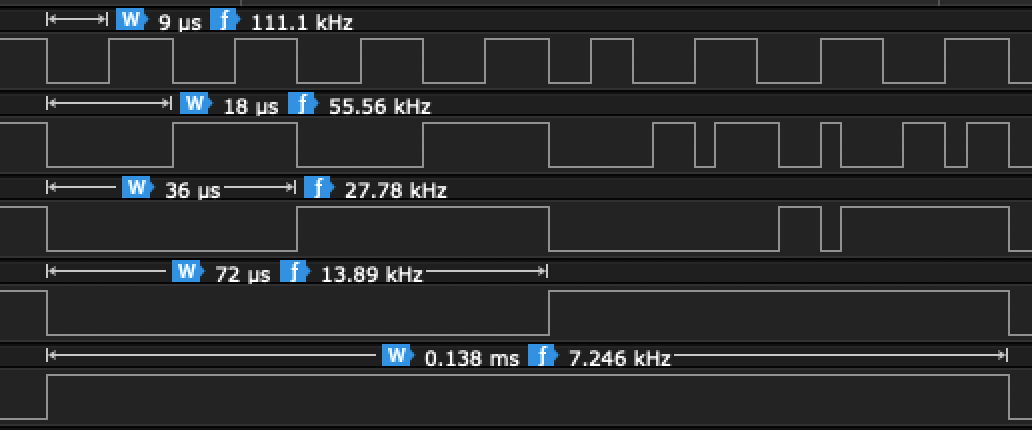 W 9 µs f 111.1 kHz
W 18 µs f 55.56 kHz
W 36 µs f 27.78 kHz
W 72 µs f 13.89 kHz
W 0.138 ms f 7.246 kHz